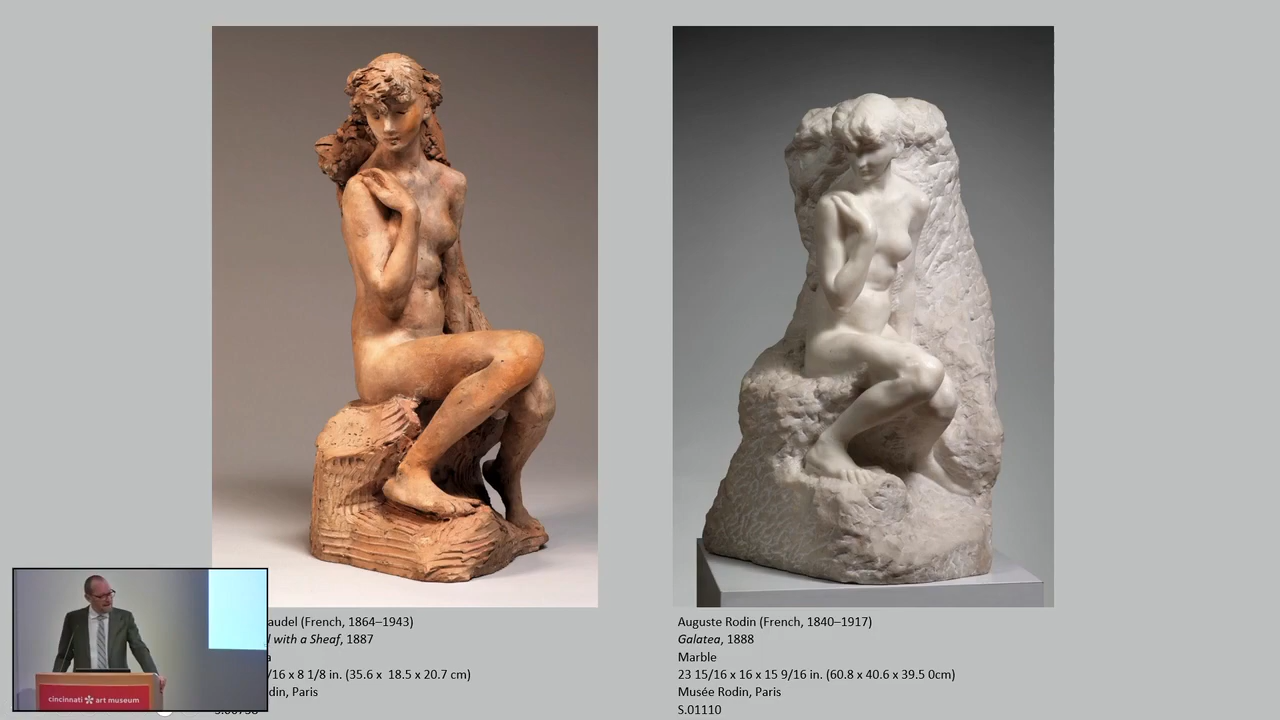 audel (French, 1864–1943)
with a Sheaf, 1887
a
/16 x 8 1/8 in. (35.6 x 18.5 x 20.7 cm)
din, Paris
Auguste Rodin (French, 1840–1917)
Galatea, 1888
Marble
23 15/16 x 16 x 15 9/16 in. (60.8 x 40.6 x 39.5 0cm)
Musée Rodin, Paris
S.01110
cincinnati art museum